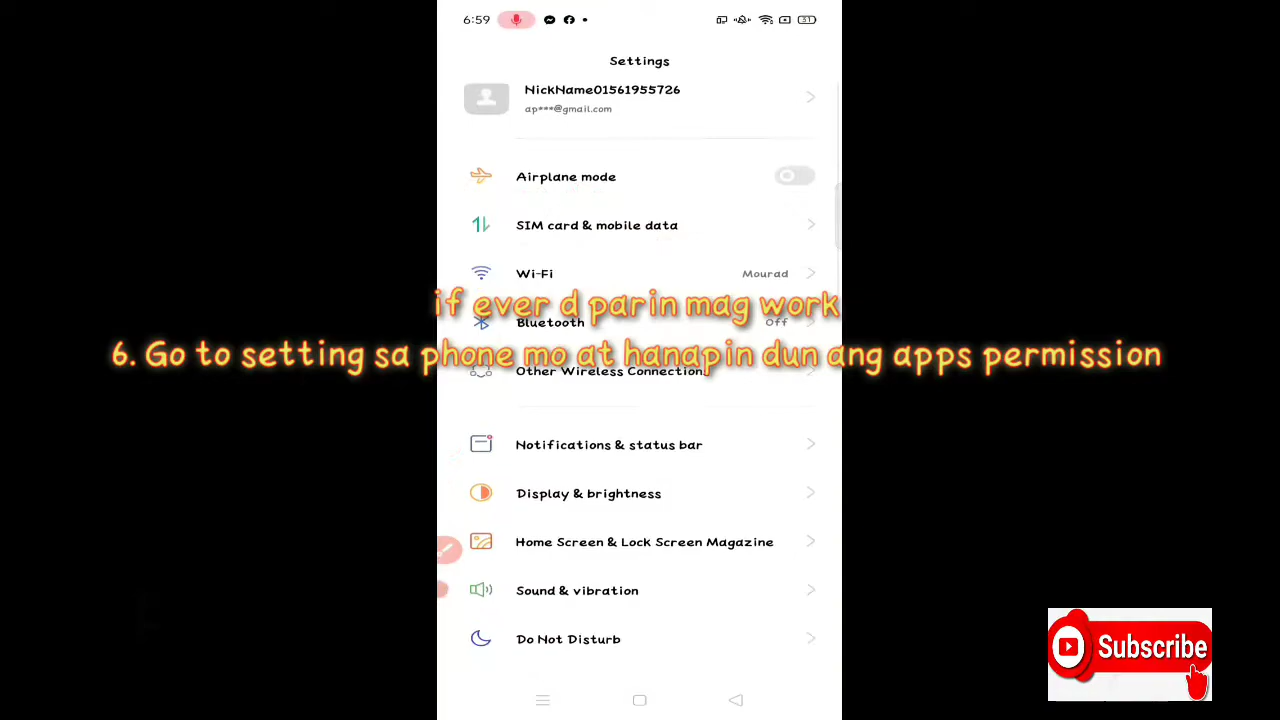 6:59
31
Settings
NickName01561955726
ap***@gmail.com
Airplane mode
SIM card & mobile data
Wi-Fi Mourad
if ever d parin mag work
Bluetooth Off
6. Go to setting sa phone mo at hanapin dun ang apps permission
Other Wireless Connections
Notifications & status bar
Display & brightness
Home Screen & Lock Screen Magazine
Sound & vibration
Do Not Disturb
Subscribe